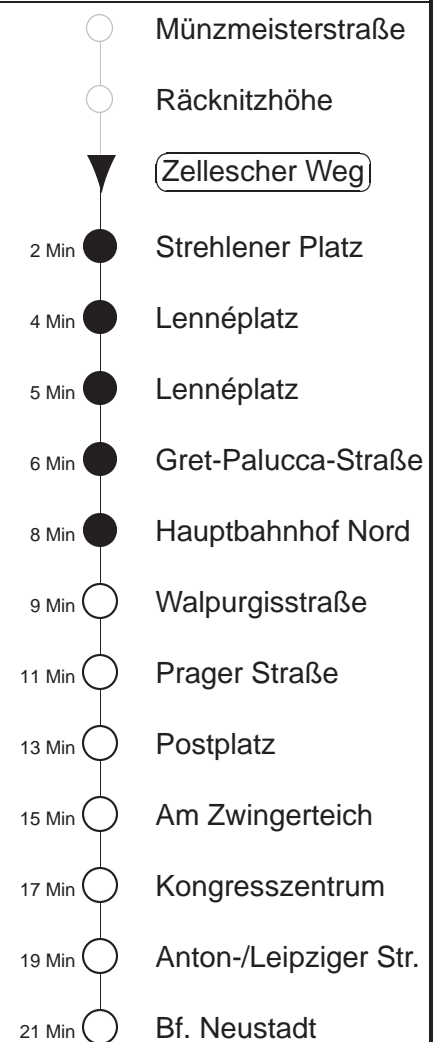 Münzmeisterstraße
Räcknitzhöhe
Zellescher Weg
2 Min Strehlener Platz
4 Min Lennéplatz
5 Min Lennéplatz
6 Min Gret-Palucca-Straße
8 Min Hauptbahnhof Nord
9 Min Walpurgisstraße
11 Min Prager Straße
13 Min Postplatz
15 Min Am Zwingerteich
17 Min Kongresszentrum
19 Min Anton-/Leipziger Str.
21 Min Bf. Neustadt